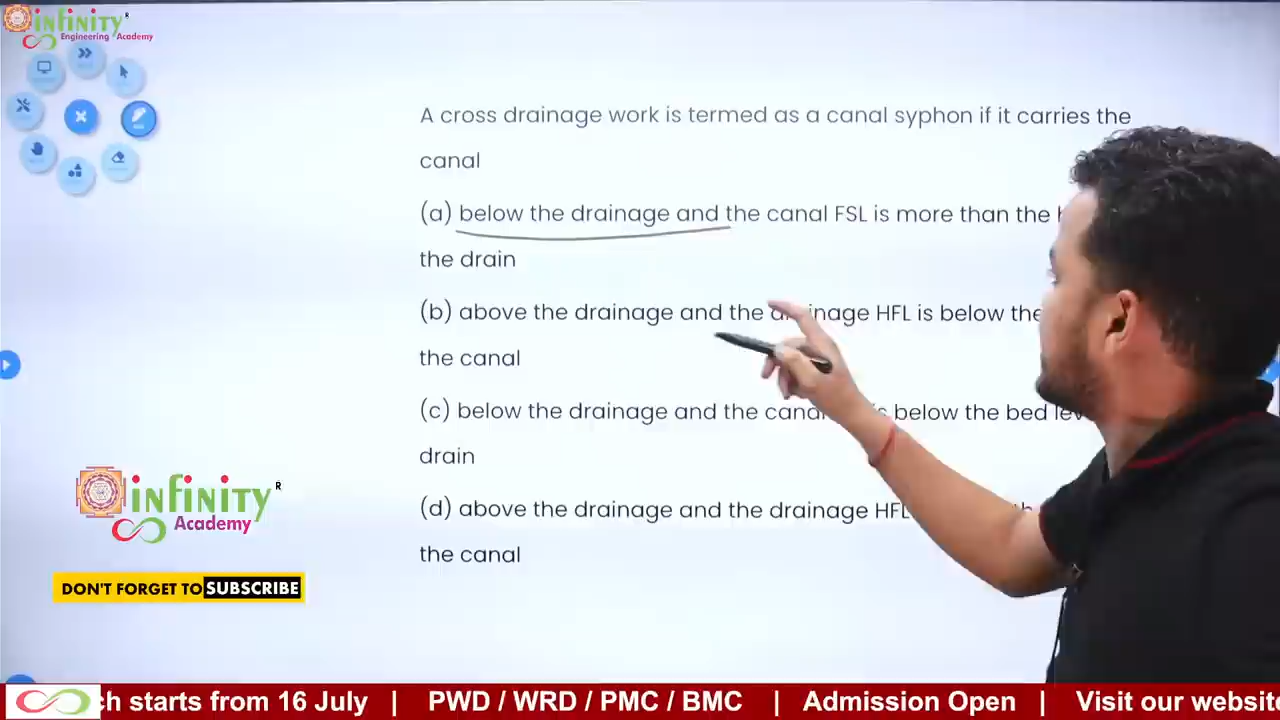 infinity
Engineering Academy
A cross drainage work is termed as a canal syphon if it carries the
canal
(a) below the drainage and the canal FSL is more than the
the drain
(b) above the drainage and the drainage HFL is below the
the canal
(c) below the drainage and the canal is below the bed
drain
(d) above the drainage and the drainage HFL
the canal
infinity
Academy
DON'T FORGET TO SUBSCRIBE
starts from 16 July | PWD / WRD / PMC / BMC | Admission Open | Visit our